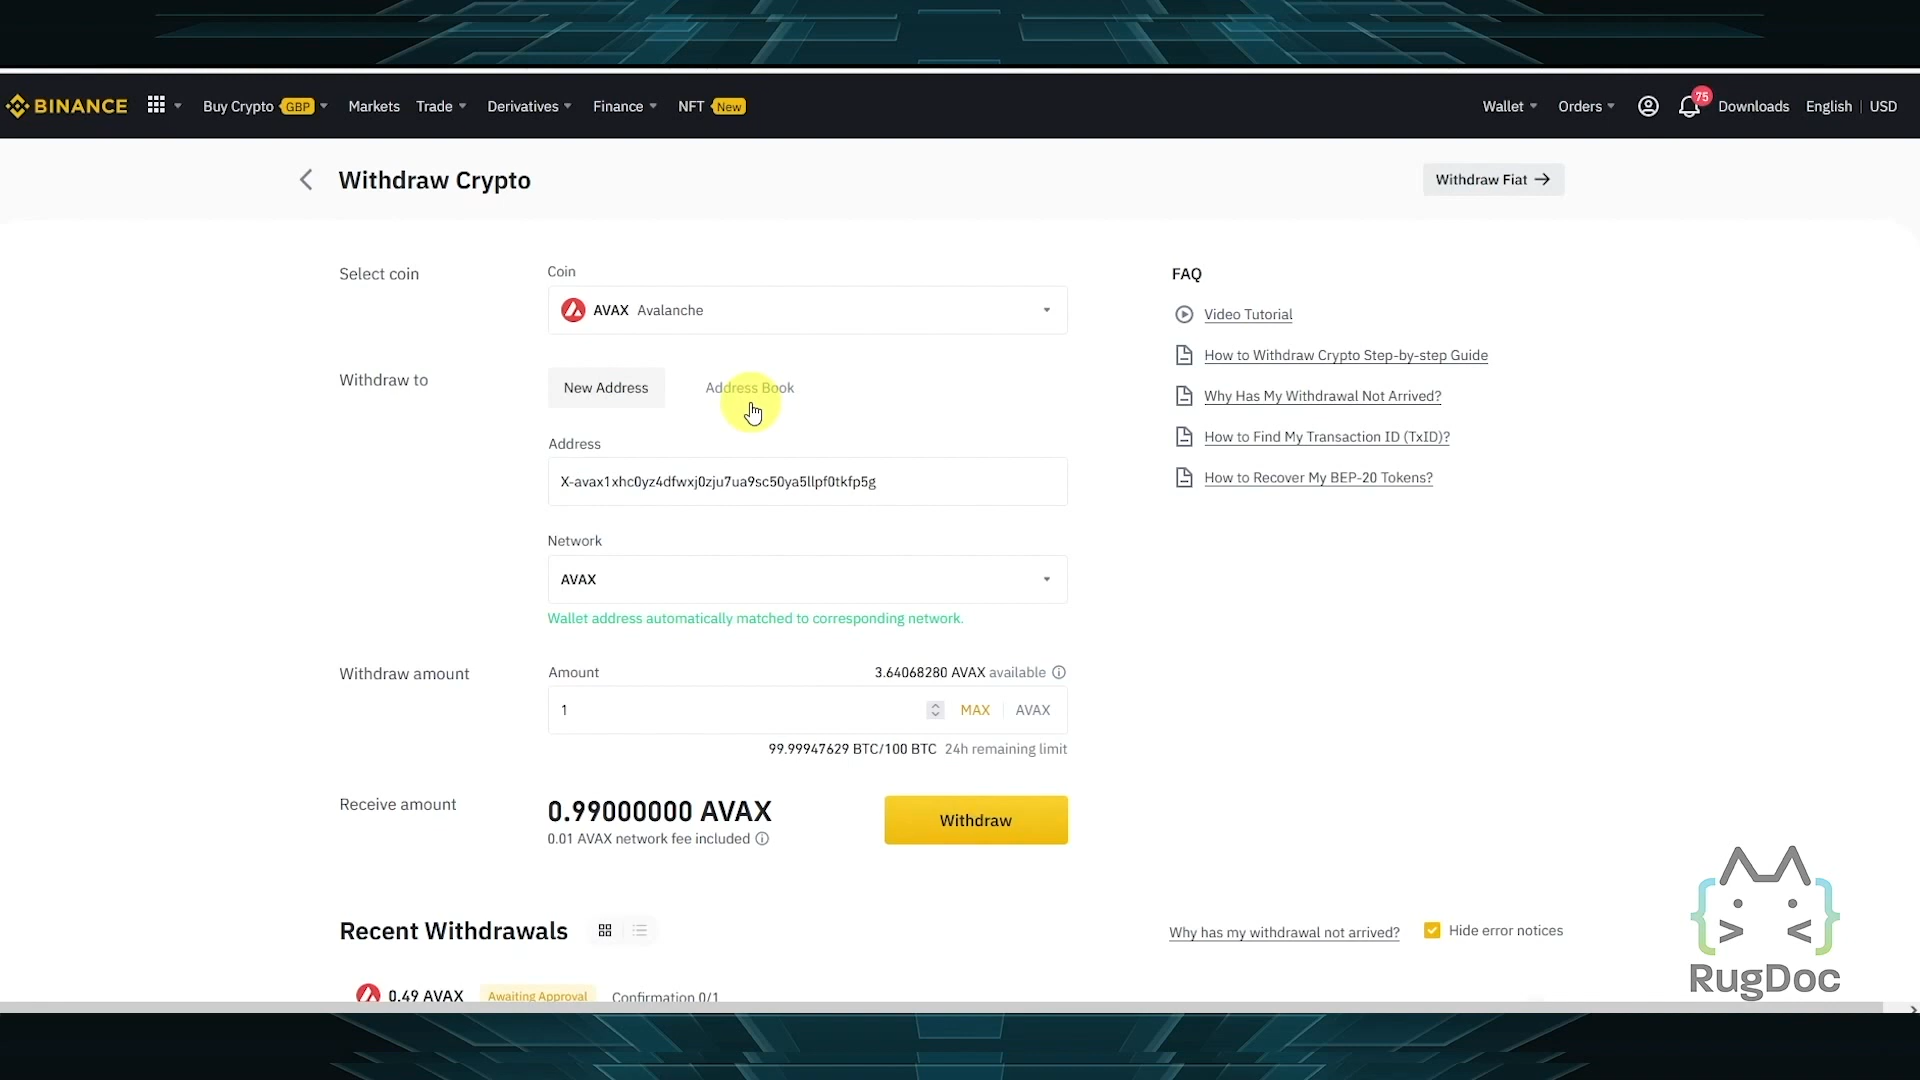 BINANCE
Buy Crypto GBP Markets Trade Derivatives Finance NFT New
Wallet Orders 75 Downloads English | USD
Withdraw Crypto
Withdraw Fiat →
Select coin
Coin
AVAX Avalanche
Withdraw to
New Address Address Book
Address
X-avax1xhc0yz4dfwxj0zju7ua9sc50ya5llpf0tkfp5g
Network
AVAX
Wallet address automatically matched to corresponding network.
Withdraw amount
Amount 3.64068280 AVAX available
1 MAX AVAX
99.99947629 BTC/100 BTC 24h remaining limit
Receive amount
0.99000000 AVAX
0.01 AVAX network fee included
Withdraw
FAQ
Video Tutorial
How to Withdraw Crypto Step-by-step Guide
Why Has My Withdrawal Not Arrived?
How to Find My Transaction ID (TxID)?
How to Recover My BEP-20 Tokens?
Recent Withdrawals
Why has my withdrawal not arrived? Hide error notices
0.49 AVAX Awaiting Approval Confirmation 0/1
RugDoc